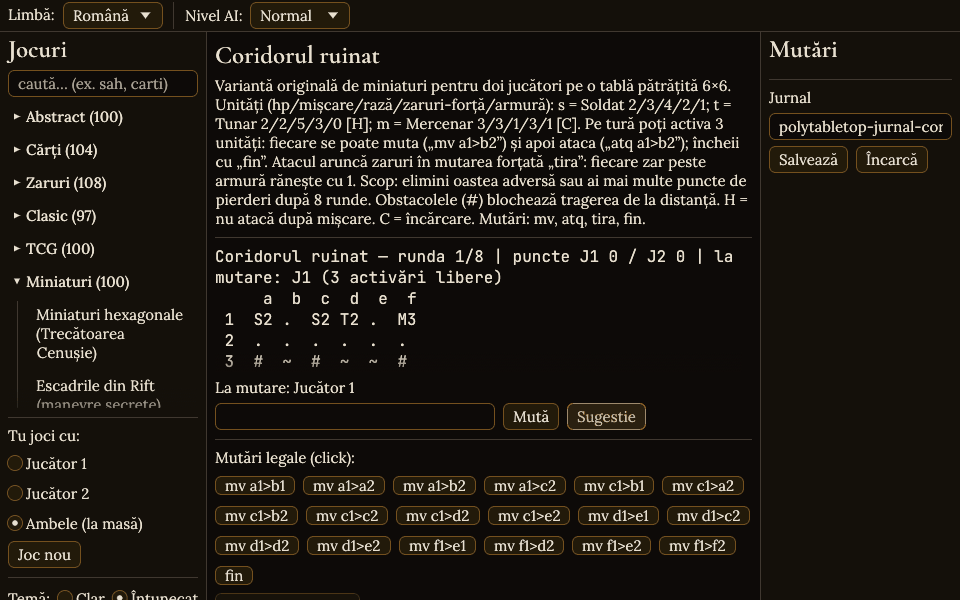 Limbă: Română ▼ Nivel AI: Normal ▼
Jocuri
caută... (ex. sah, carti)
▸ Abstract (100)
▸ Cărți (104)
▸ Zaruri (108)
▸ Clasic (97)
▸ TCG (100)
▾ Miniaturi (100)
Miniaturi hexagonale
(Trecătoarea
Cenușie)
Escadrile din Rift
(manevre secrete)
Tu joci cu:
Jucător 1
Jucător 2
Ambele (la masă)
Joc nou
Temă: Clar Întunecat
Coridorul ruinat
Variantă originală de miniaturi pentru doi jucători pe o tablă pătrățită 6×6.
Unități (hp/mișcare/rază/zaruri-forță/armură): s = Soldat 2/3/4/2/1; t =
Tunar 2/2/5/3/0 [H]; m = Mercenar 3/3/1/3/1 [C]. Pe tură poți activa 3
unități: fiecare se poate muta („mv a1>b2”) și apoi ataca („atq a1>b2”); închei
cu „fin”. Atacul aruncă zaruri în mutarea forțată „tira”: fiecare zar peste
armură rănește cu 1. Scop: elimini oastea adversă sau ai mai multe puncte de
pierderi după 8 runde. Obstacolele (#) blochează tragerea de la distanță. H =
nu atacă după mișcare. C = încărcare. Mutări: mv, atq, tira, fin.
Coridorul ruinat — runda 1/8 | puncte J1 0 / J2 0 | la
mutare: J1 (3 activări libere)
a b c d e f
1 S2 . S2 T2 . M3
2 . . . . . .
3 # ~ # ~ ~ #
La mutare: Jucător 1
Mută Sugestie
Mutări legale (click):
mv a1>b1 mv a1>a2 mv a1>b2 mv a1>c2 mv c1>b1 mv c1>a2
mv c1>b2 mv c1>c2 mv c1>d2 mv c1>e2 mv d1>e1 mv d1>c2
mv d1>d2 mv d1>e2 mv f1>e1 mv f1>d2 mv f1>e2 mv f1>f2
fin
Mutări
Jurnal
polytabletop-jurnal-cor
Salvează Încarcă